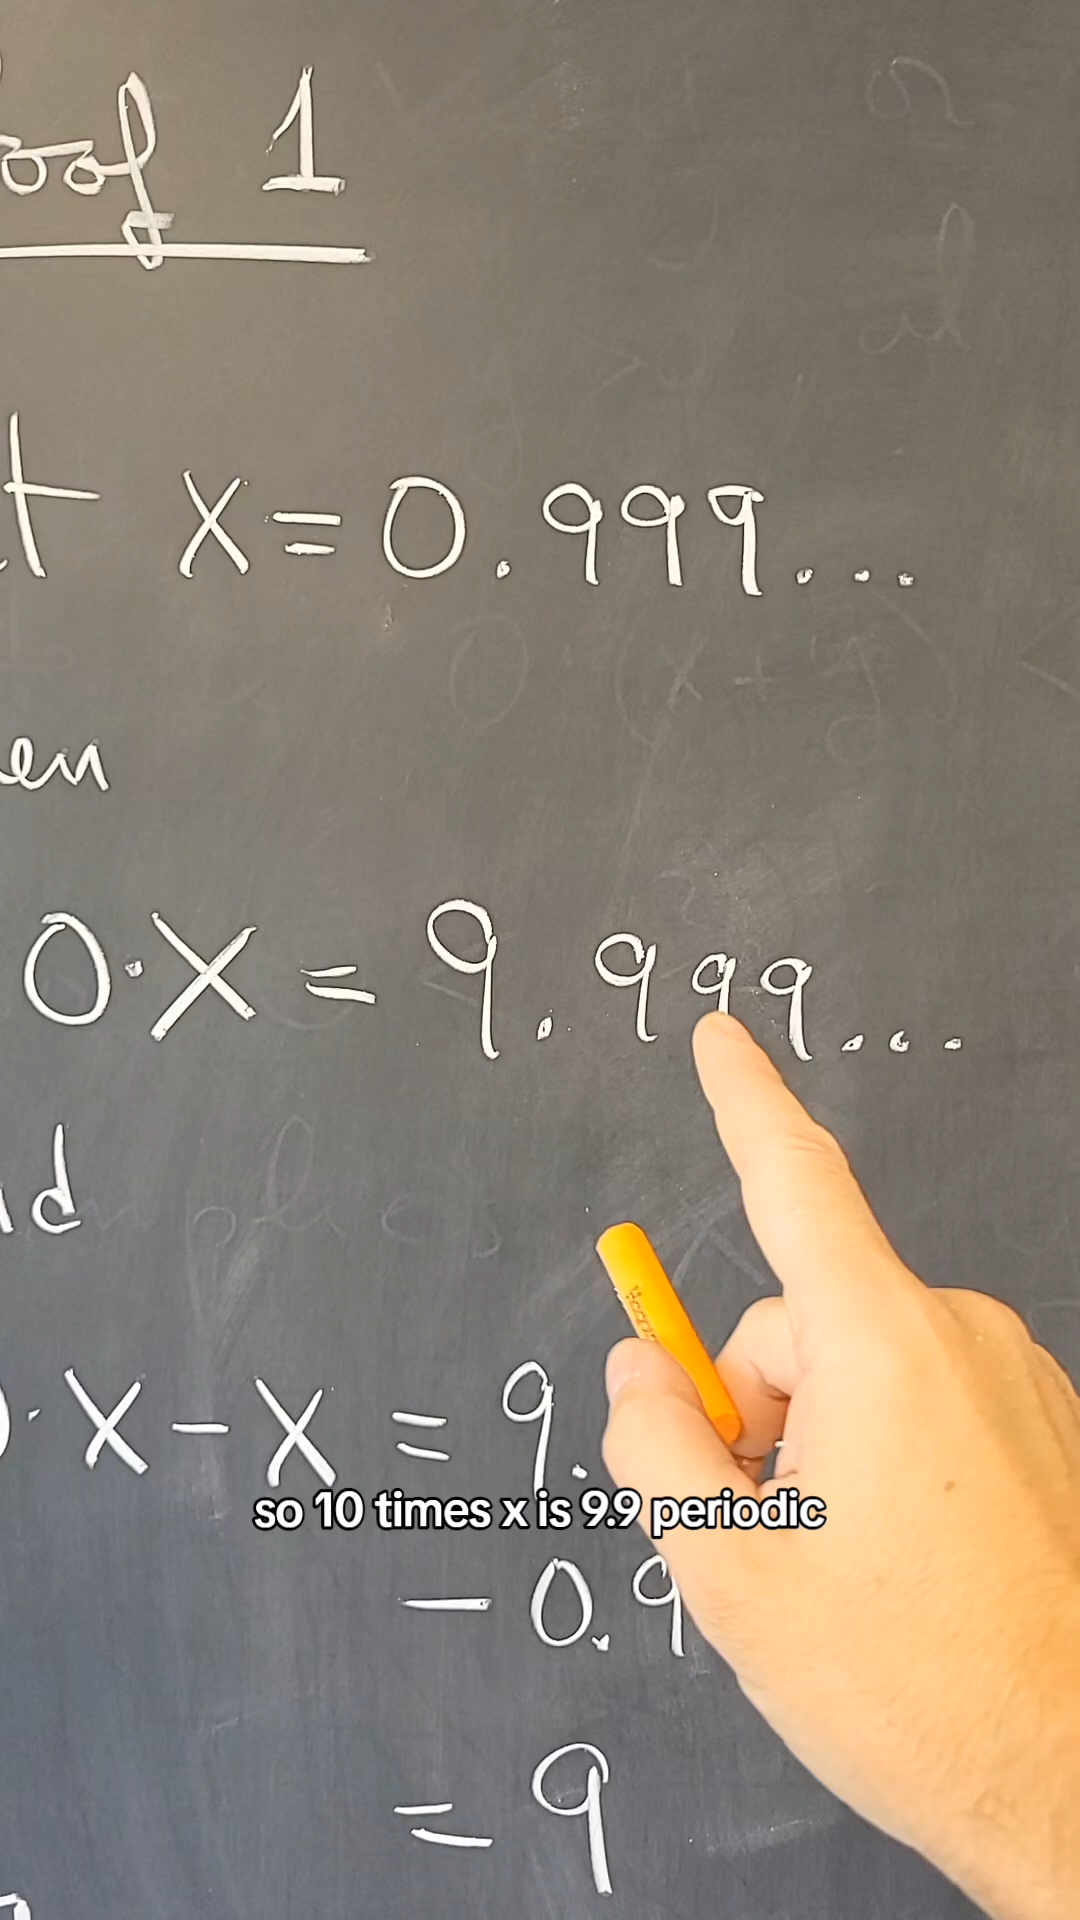 oof 1
t x = 0.999...
en
0·x = 9.999...
d
·x - x = 9.
so 10 times x is 9.9 periodic
- 0.9
= 9